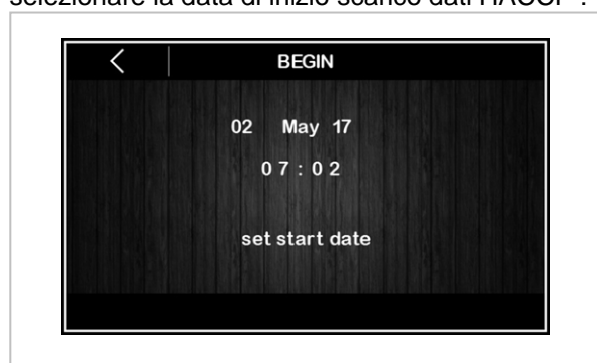 selezionare la data di inizio scarico dati HACCP :
BEGIN
02 May 17
07:02
set start date